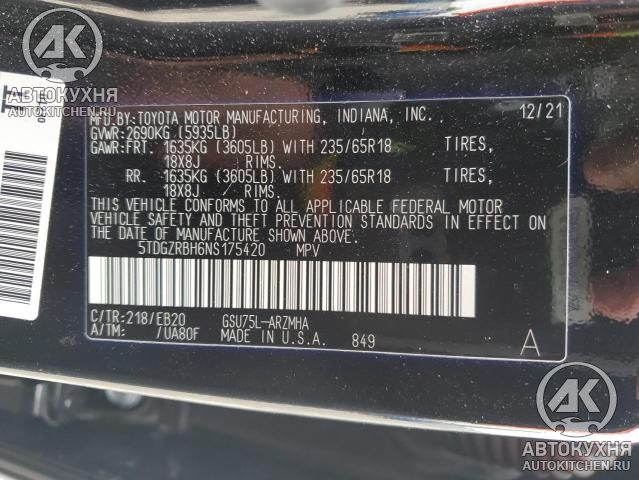 AK
АВТОКУХНЯ
AUTOKITCHEN.RU
MFD.BY:TOYOTA MOTOR MANUFACTURING, INDIANA, INC. 12/21
GVWR:2690KG (5935LB)
GAWR:FRT. 1635KG (3605LB) WITH 235/65R18 TIRES,
18X8J RIMS,
RR. 1635KG (3605LB) WITH 235/65R18 TIRES,
18X8J RIMS,
THIS VEHICLE CONFORMS TO ALL APPLICABLE FEDERAL MOTOR
VEHICLE SAFETY AND THEFT PREVENTION STANDARDS IN EFFECT ON
THE DATE OF MANUFACTURE SHOWN ABOVE.
5TDGZRBH6NS175420 MPV
C/TR:218/EB20 GSU75L-ARZMHA
A/TM: /UA80F MADE IN U.S.A. 849 A
AK
АВТОКУХНЯ
AUTOKITCHEN.RU